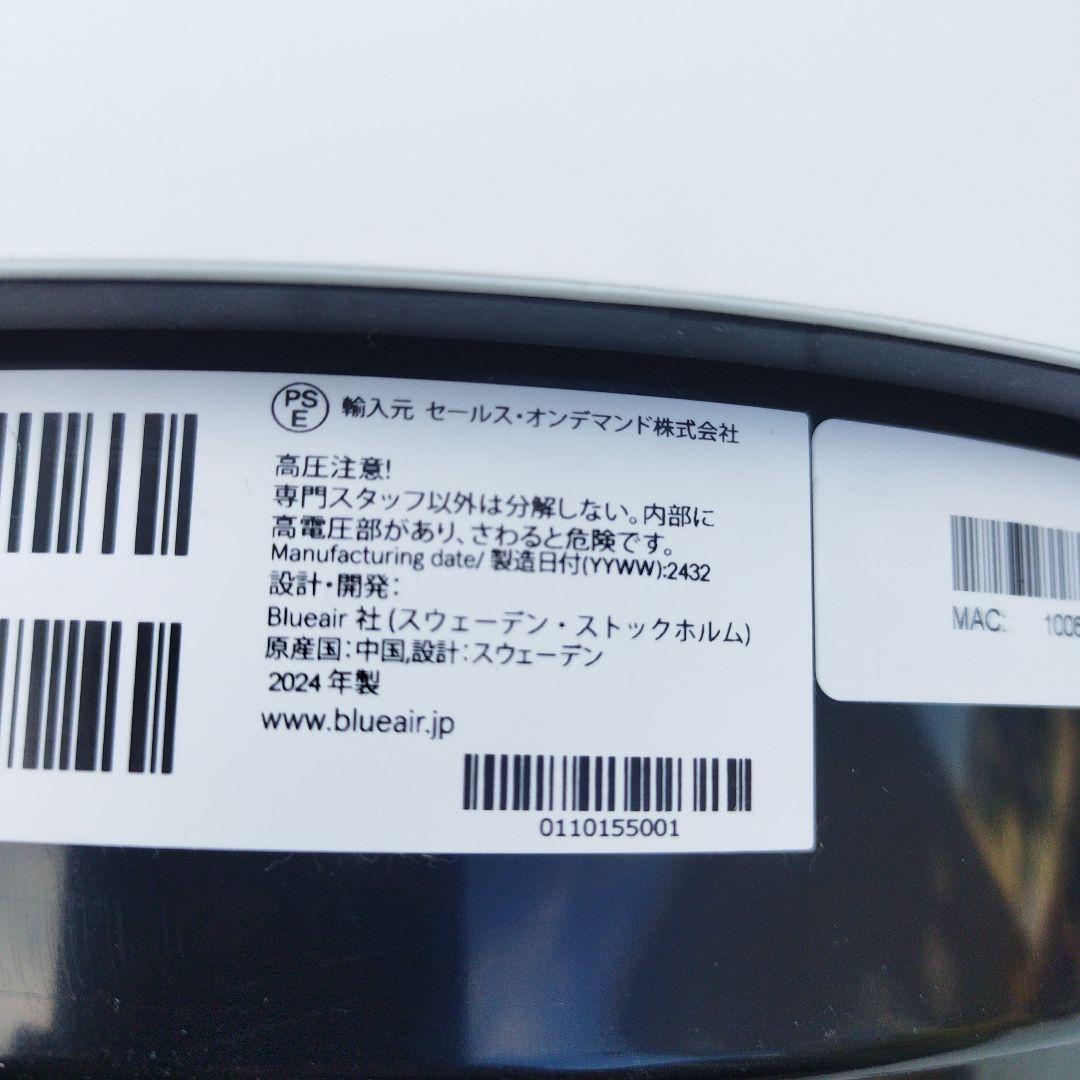 PS
E
輸入元 セールス・オンデマンド株式会社
高圧注意!
専門スタッフ以外は分解しない。内部に
高電圧部があり、さわると危険です。
Manufacturing date/ 製造日付(YYWW):2432
設計・開発：
Blueair 社 (スウェーデン・ストックホルム)
原産国：中国,設計：スウェーデン
2024 年製
www.blueair.jp
0110155001
MAC: 1006